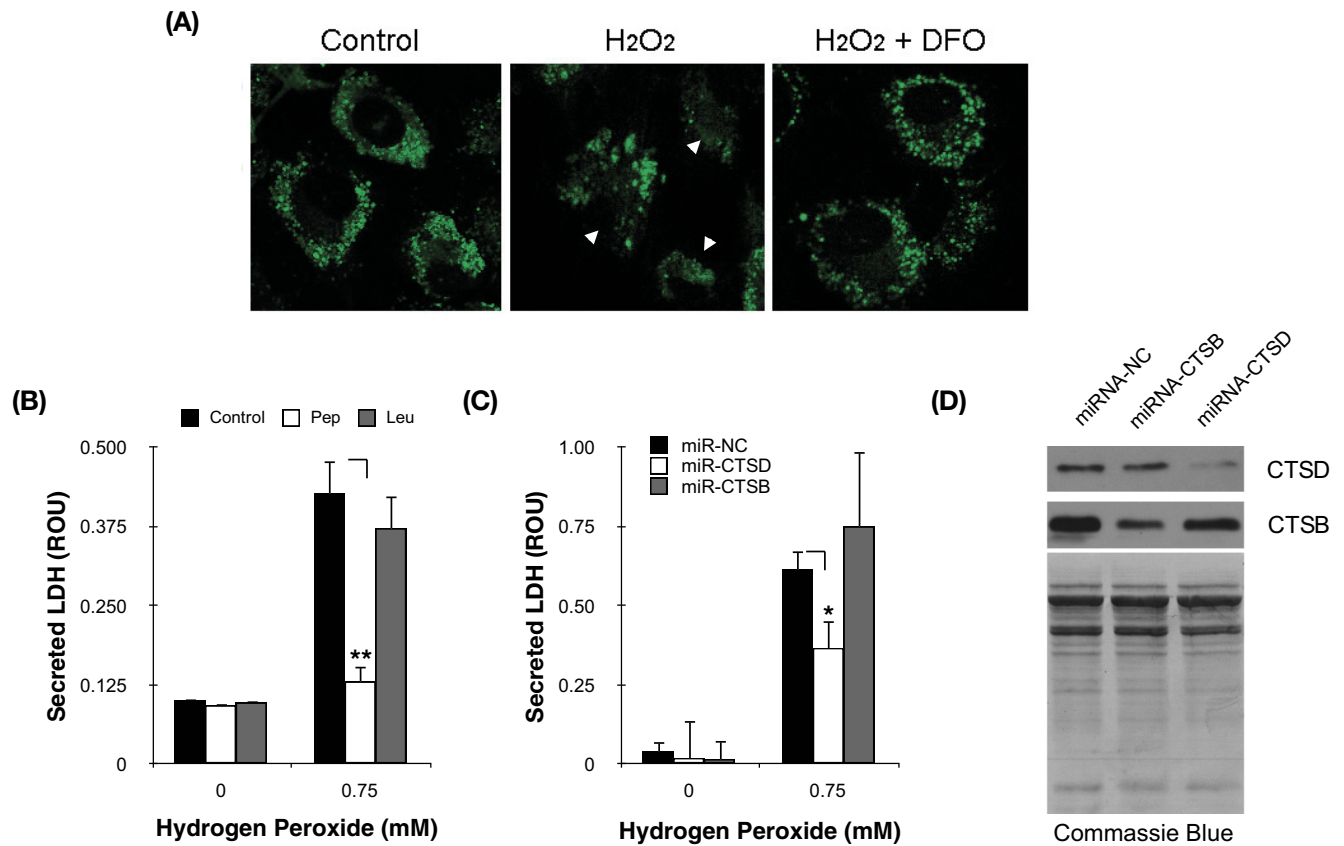 (A)
Control
H2O2
H2O2 + DFO
(B)
Control Pep Leu
0.500
0.375
0.250
0.125
0
**
0 0.75
Secreted LDH (ROU)
Hydrogen Peroxide (mM)
(C)
miR-NC
miR-CTSD
miR-CTSB
1.00
0.75
0.50
0.25
0
*
0 0.75
Secreted LDH (ROU)
Hydrogen Peroxide (mM)
(D)
miRNA-NC
miRNA-CTSB
miRNA-CTSD
CTSD
CTSB
Commassie Blue